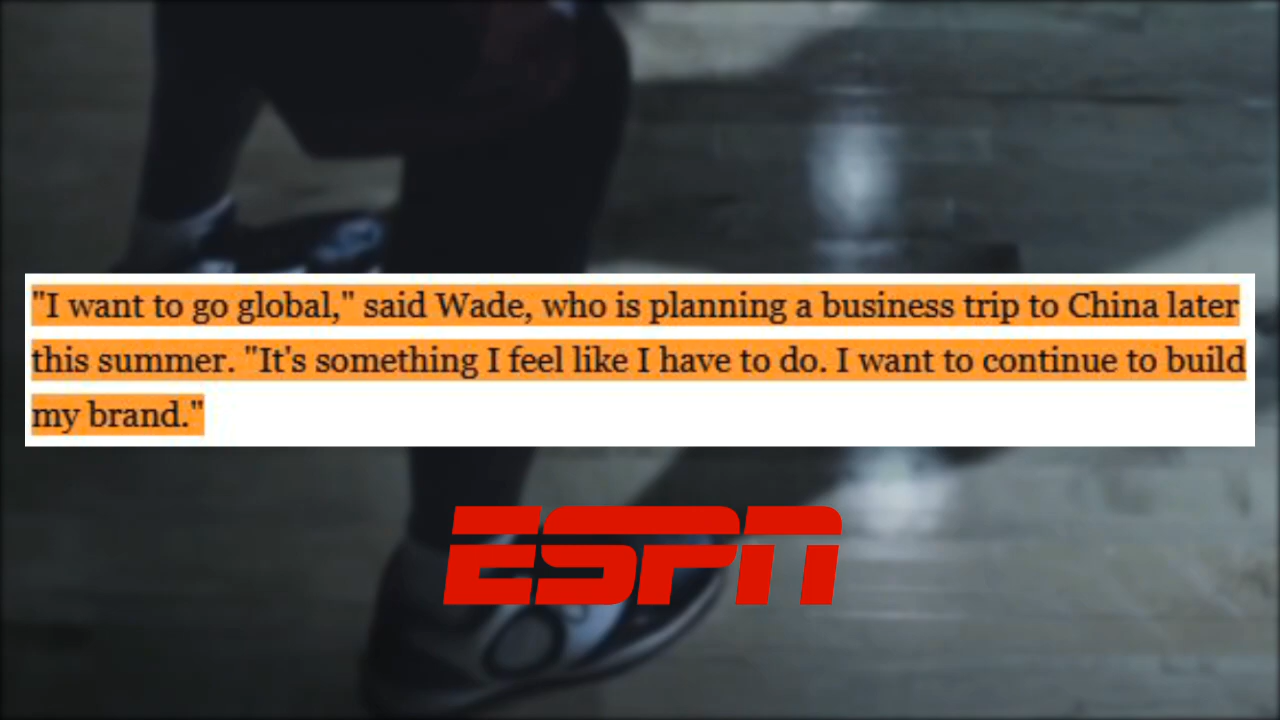 "I want to go global," said Wade, who is planning a business trip to China later
this summer. "It's something I feel like I have to do. I want to continue to build
my brand."
ESPN